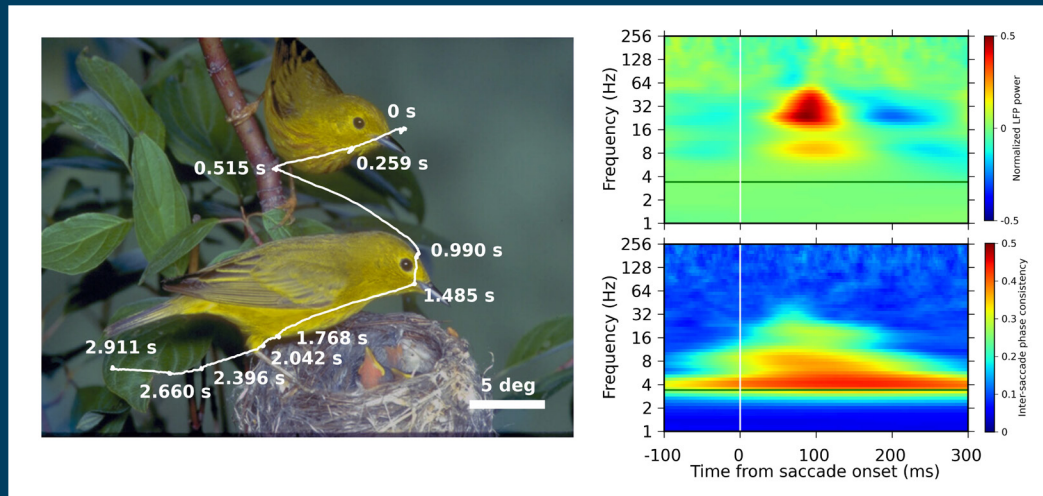 0 s
0.259 s
0.515 s
0.990 s
1.485 s
1.768 s
2.042 s
2.396 s
2.660 s
2.911 s
5 deg
256
128
64
32
16
8
4
2
1
Frequency (Hz)
0.5
0
-0.5
Normalized LFP power
256
128
64
32
16
8
4
2
1
Frequency (Hz)
0.5
0.4
0.3
0.2
0.1
0
Inter-saccade phase consistency
-100
0
100
200
300
Time from saccade onset (ms)